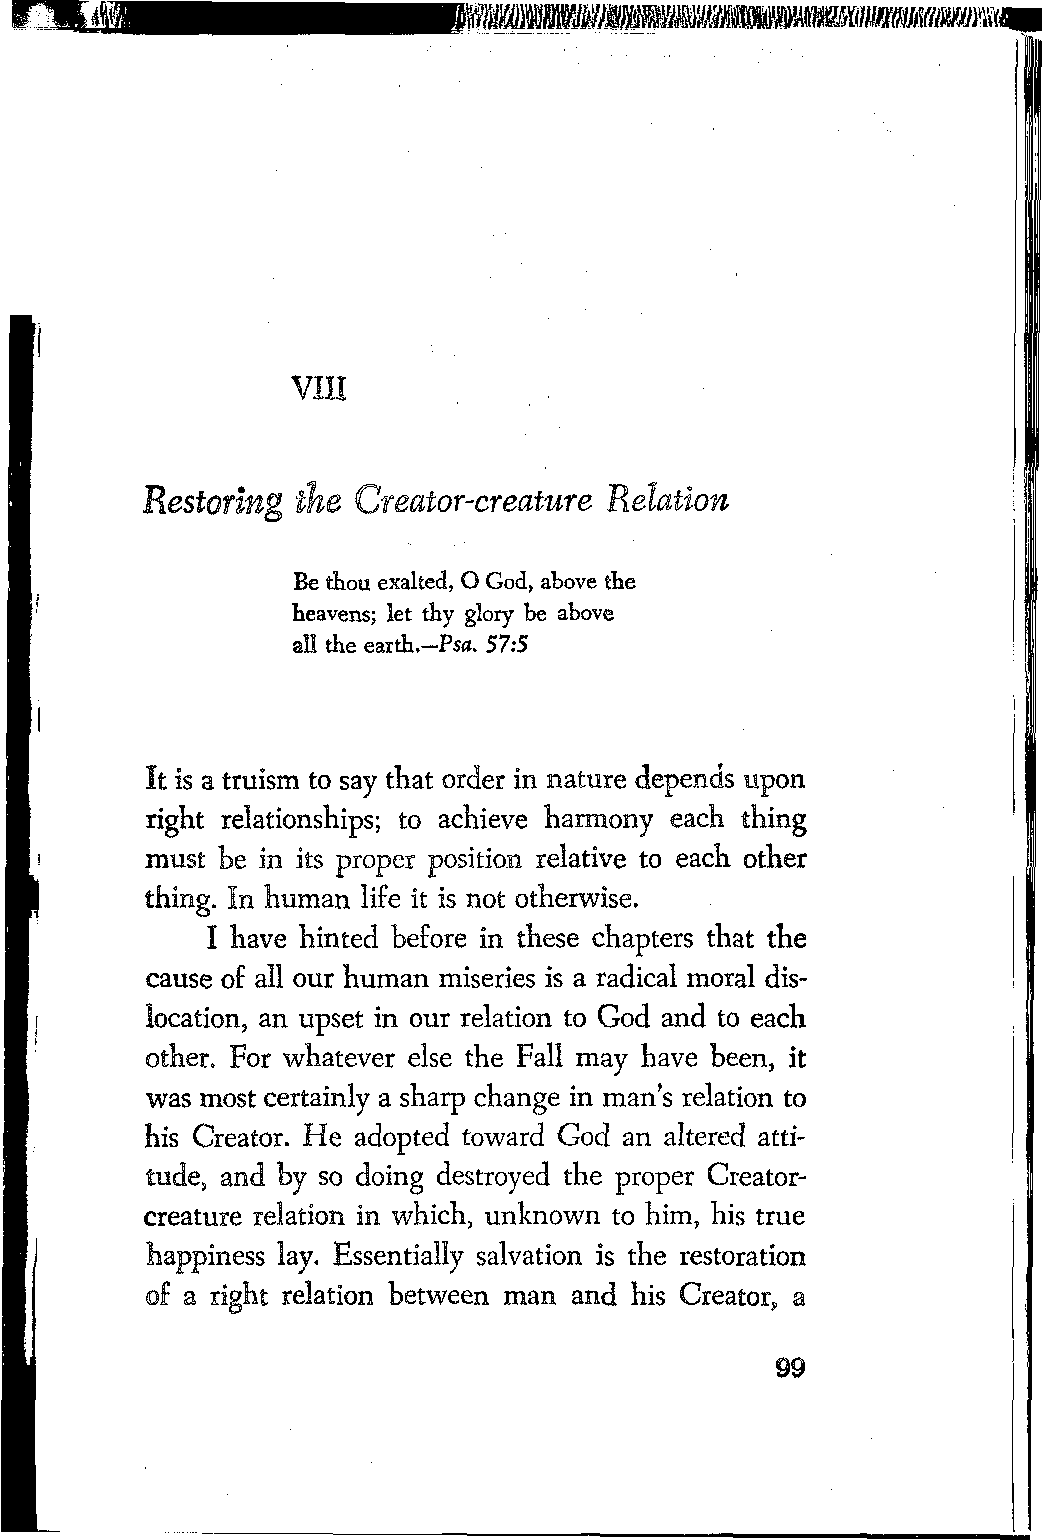 VIII
Restoring the Creator-creature Relation
Be thou exalted, O God, above the
heavens; let thy glory be above
all the earth.—Psa. 57:5
It is a truism to say that order in nature depends upon
right relationships; to achieve harmony each thing
must be in its proper position relative to each other
thing. In human life it is not otherwise.
I have hinted before in these chapters that the
cause of all our human miseries is a radical moral dis-
location, an upset in our relation to God and to each
other. For whatever else the Fall may have been, it
was most certainly a sharp change in man's relation to
his Creator. He adopted toward God an altered atti-
tude, and by so doing destroyed the proper Creator-
creature relation in which, unknown to him, his true
happiness lay. Essentially salvation is the restoration
of a right relation between man and his Creator, a
99